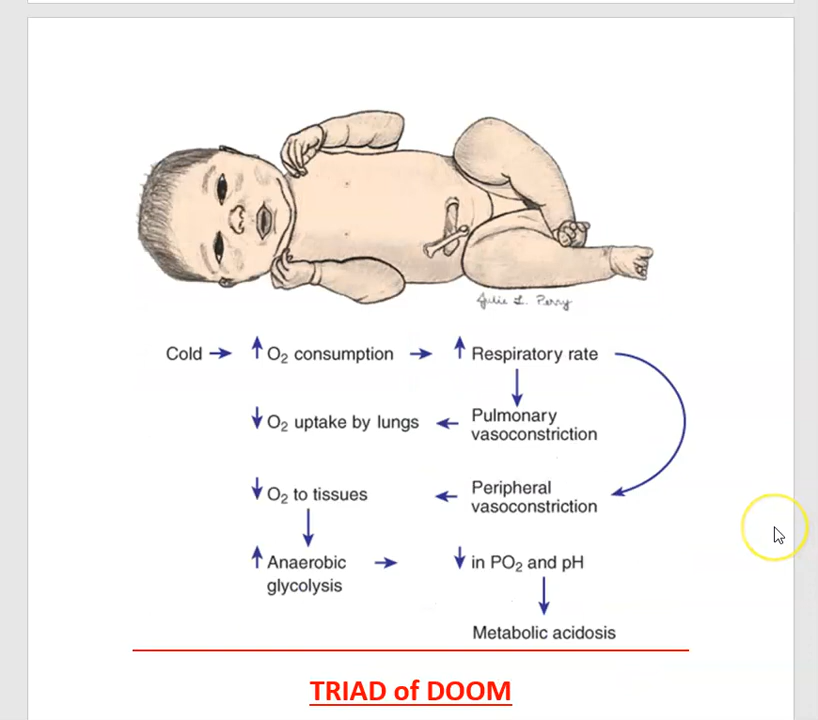 Julie L. Perry
Cold → ↑ O₂ consumption → ↑ Respiratory rate
↓ O₂ uptake by lungs ← Pulmonary
vasoconstriction
↓ O₂ to tissues ← Peripheral
vasoconstriction
↑ Anaerobic → ↓ in PO₂ and pH
glycolysis
Metabolic acidosis
TRIAD of DOOM